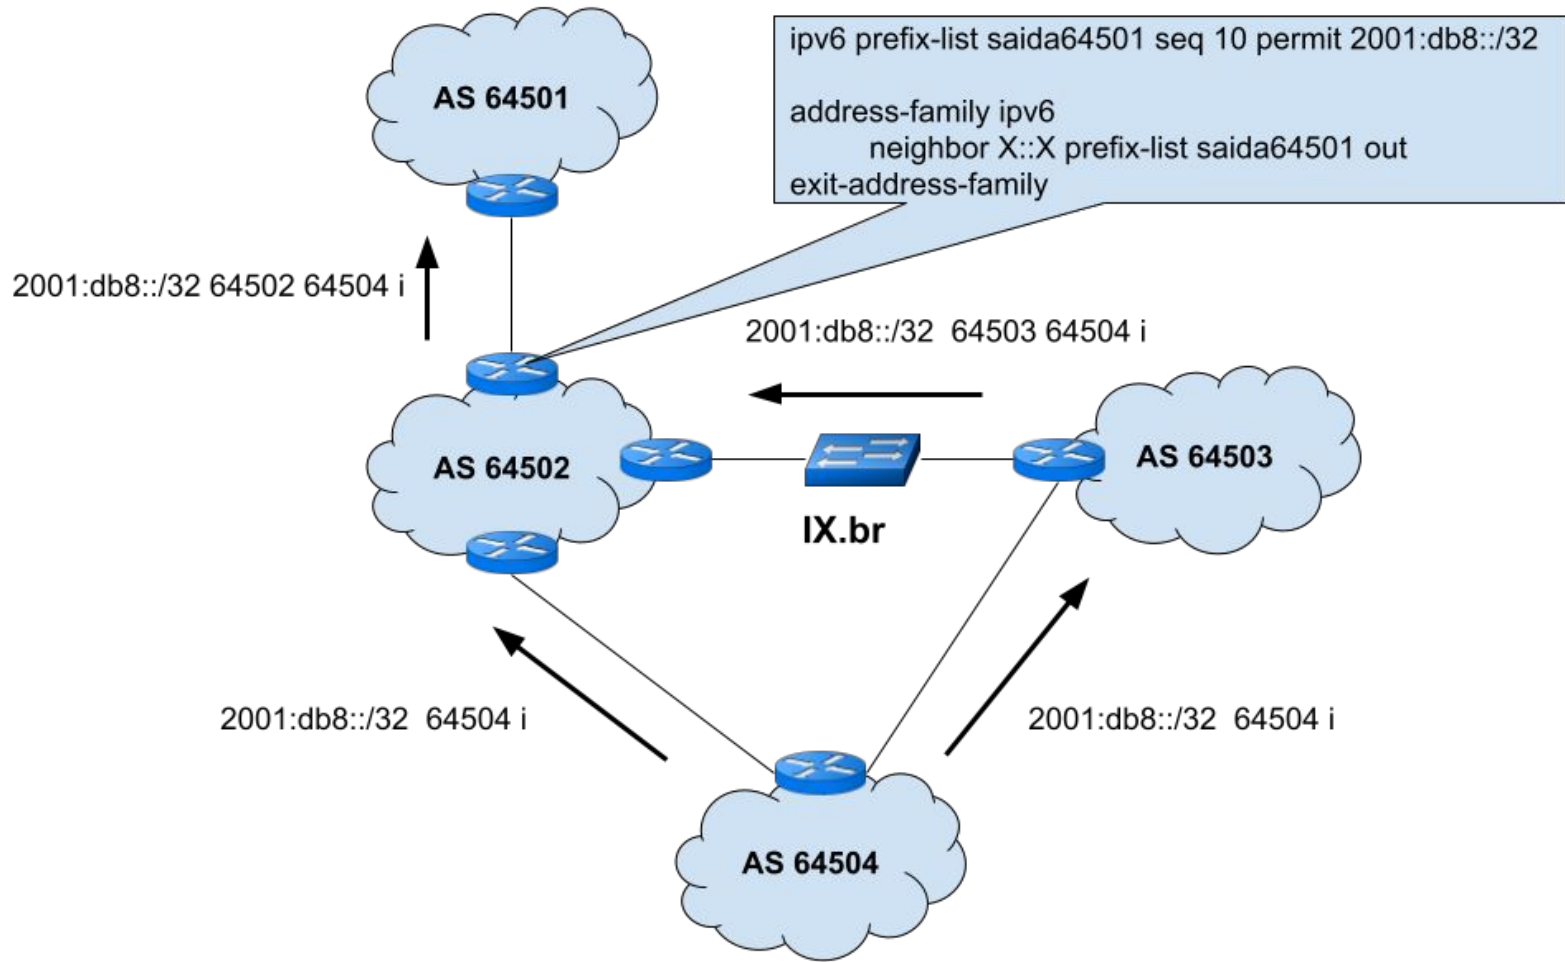 ipv6 prefix-list saida64501 seq 10 permit 2001:db8::/32
address-family ipv6
neighbor X::X prefix-list saida64501 out
exit-address-family
AS 64501
2001:db8::/32 64502 64504 i
2001:db8::/32 64503 64504 i
AS 64502
AS 64503
IX.br
2001:db8::/32 64504 i
2001:db8::/32 64504 i
AS 64504